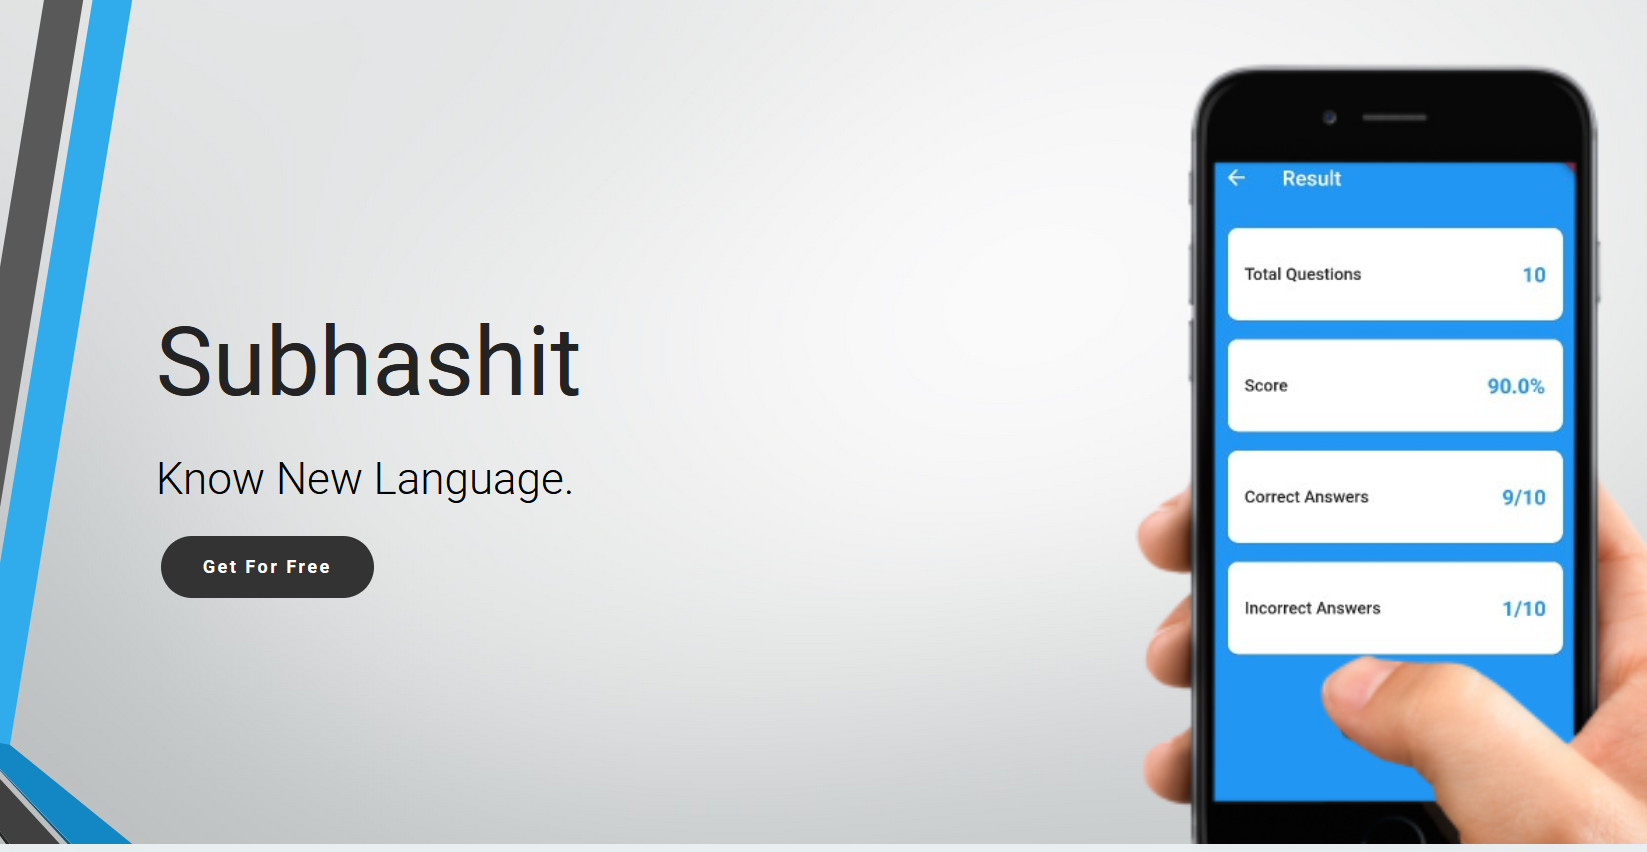 Subhashit
Know New Language.
Get For Free
Result
Total Questions 10
Score 90.0%
Correct Answers 9/10
Incorrect Answers 1/10